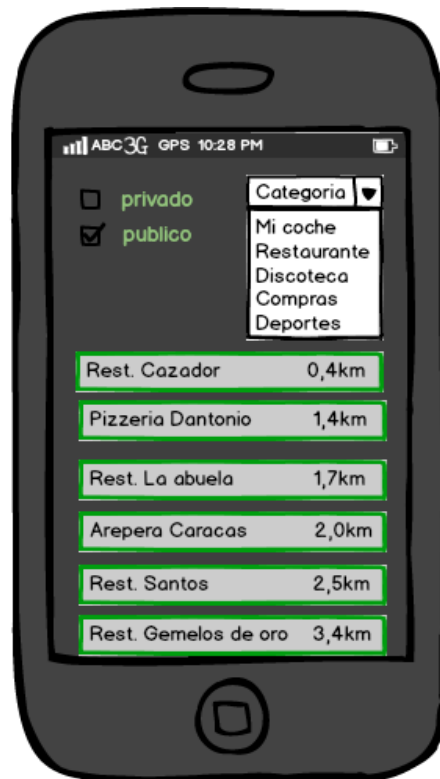 ABC 3G GPS 10:28 PM
privado
publico
Categoria
Mi coche
Restaurante
Discoteca
Compras
Deportes
Rest. Cazador 0,4km
Pizzeria Dantonio 1,4km
Rest. La abuela 1,7km
Arepera Caracas 2,0km
Rest. Santos 2,5km
Rest. Gemelos de oro 3,4km